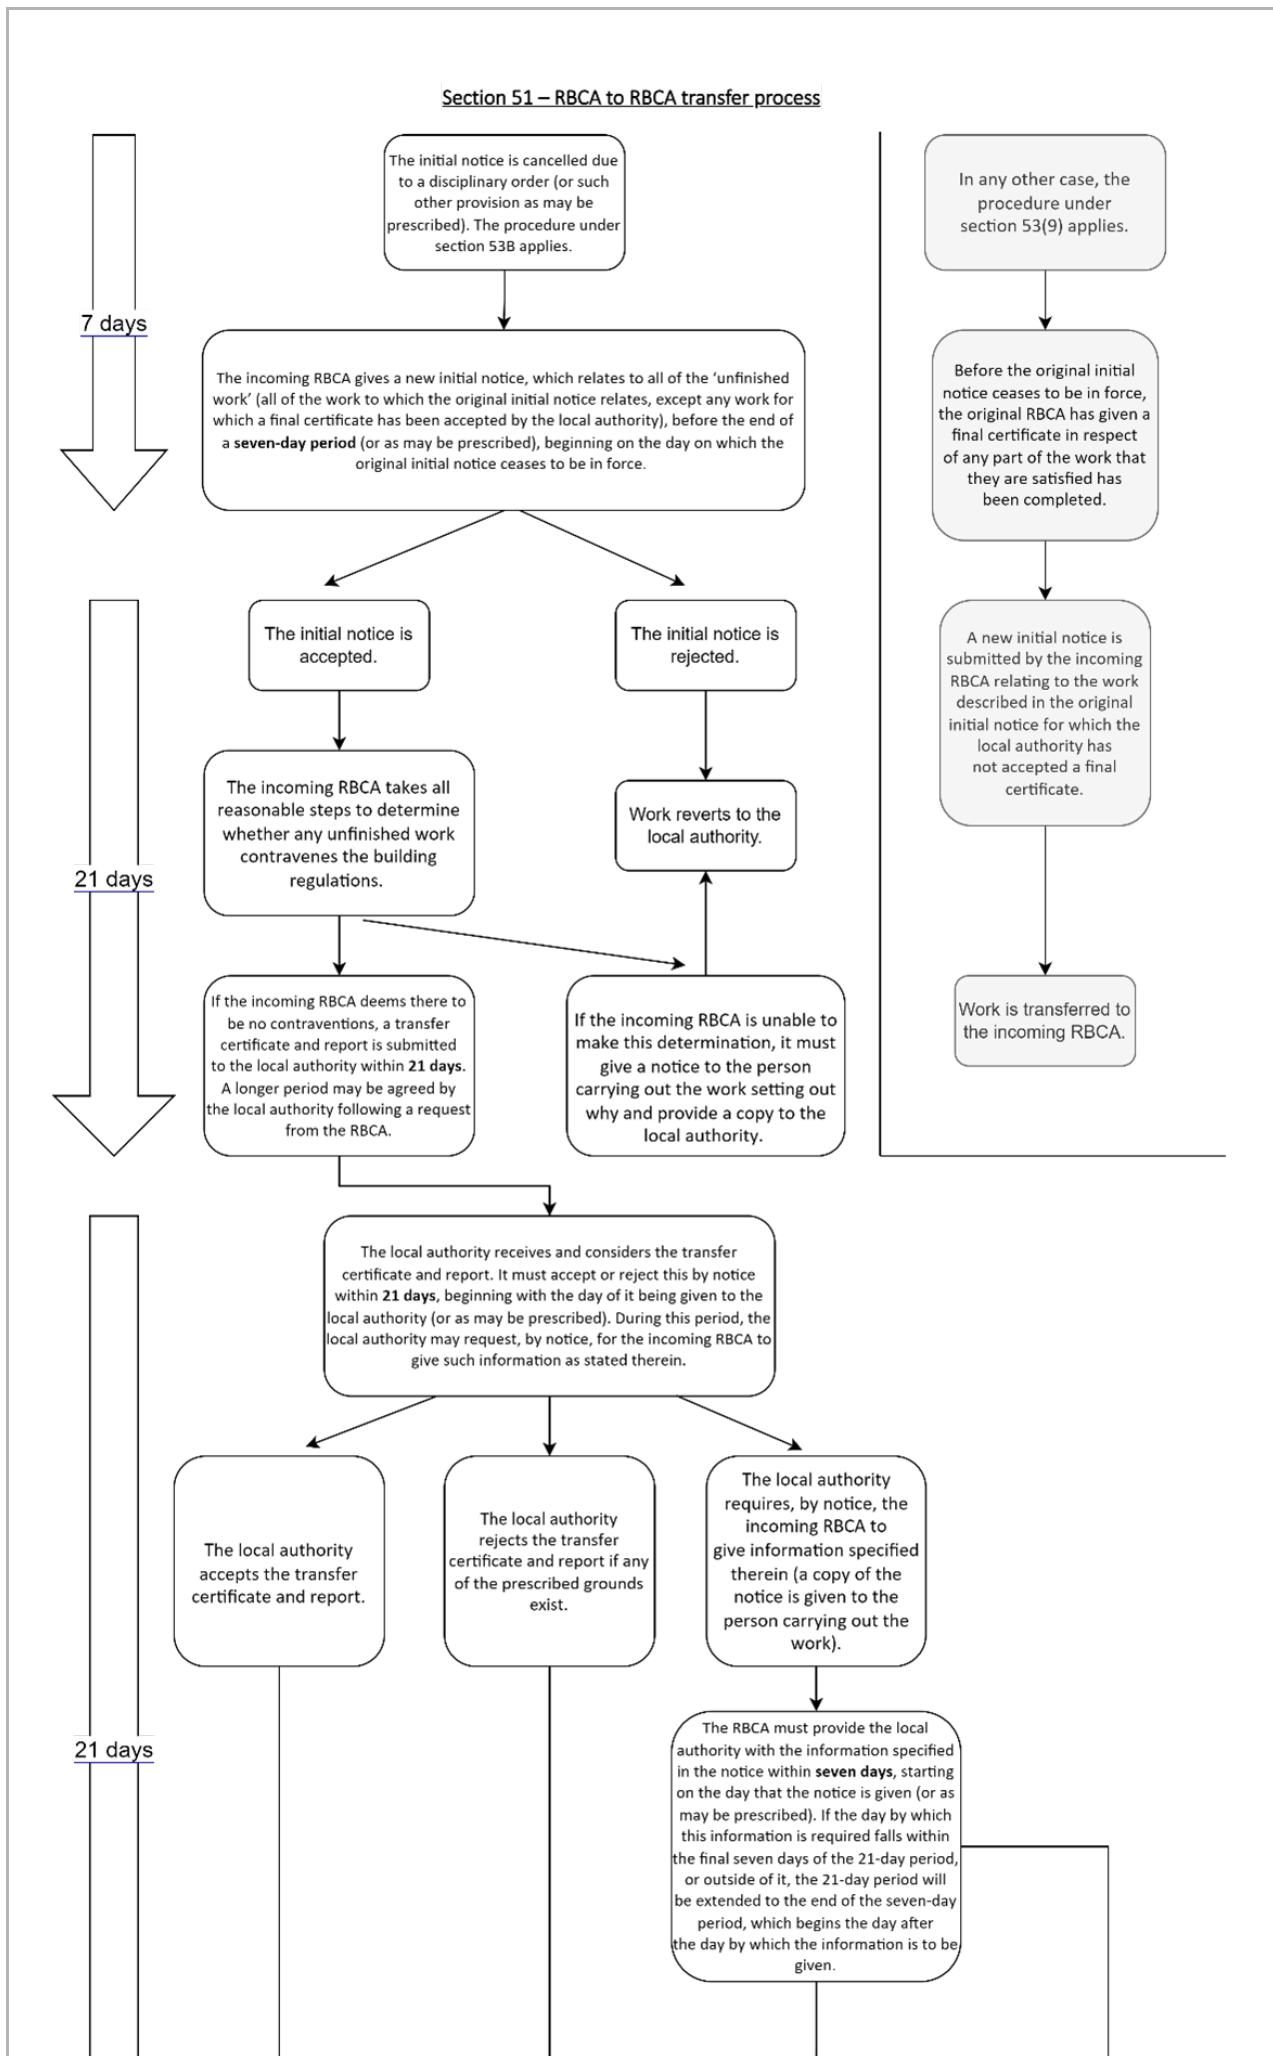 Section 51 – RBCA to RBCA transfer process
The initial notice is cancelled due
to a disciplinary order (or such
other provision as may be
prescribed). The procedure under
section 53B applies.
In any other case, the
procedure under
section 53(9) applies.
7 days
The incoming RBCA gives a new initial notice, which relates to all of the ‘unfinished
work’ (all of the work to which the original initial notice relates, except any work for
which a final certificate has been accepted by the local authority), before the end of
a seven-day period (or as may be prescribed), beginning on the day on which the
original initial notice ceases to be in force.
Before the original initial
notice ceases to be in force,
the original RBCA has given a
final certificate in respect
of any part of the work that
they are satisfied has
been completed.
The initial notice is
accepted.
The initial notice is
rejected.
A new initial notice is
submitted by the incoming
RBCA relating to the work
described in the original
initial notice for which the
local authority has
not accepted a final
certificate.
The incoming RBCA takes all
reasonable steps to determine
whether any unfinished work
contravenes the building
regulations.
Work reverts to the
local authority.
21 days
If the incoming RBCA deems there to
be no contraventions, a transfer
certificate and report is submitted
to the local authority within 21 days.
A longer period may be agreed by
the local authority following a request
from the RBCA.
If the incoming RBCA is unable to
make this determination, it must
give a notice to the person
carrying out the work setting out
why and provide a copy to the
local authority.
Work is transferred to
the incoming RBCA.
The local authority receives and considers the transfer
certificate and report. It must accept or reject this by notice
within 21 days, beginning with the day of it being given to the
local authority (or as may be prescribed). During this period, the
local authority may request, by notice, for the incoming RBCA to
give such information as stated therein.
The local authority
accepts the transfer
certificate and report.
The local authority
rejects the transfer
certificate and report if any
of the prescribed grounds
exist.
The local authority
requires, by notice, the
incoming RBCA to
give information specified
therein (a copy of the
notice is given to the
person carrying out the
work).
21 days
The RBCA must provide the local
authority with the information specified
in the notice within seven days, starting
on the day that the notice is given (or as
may be prescribed). If the day by which
this information is required falls within
the final seven days of the 21-day period,
or outside of it, the 21-day period will
be extended to the end of the seven-day
period, which begins the day after
the day by which the information is to be
given.